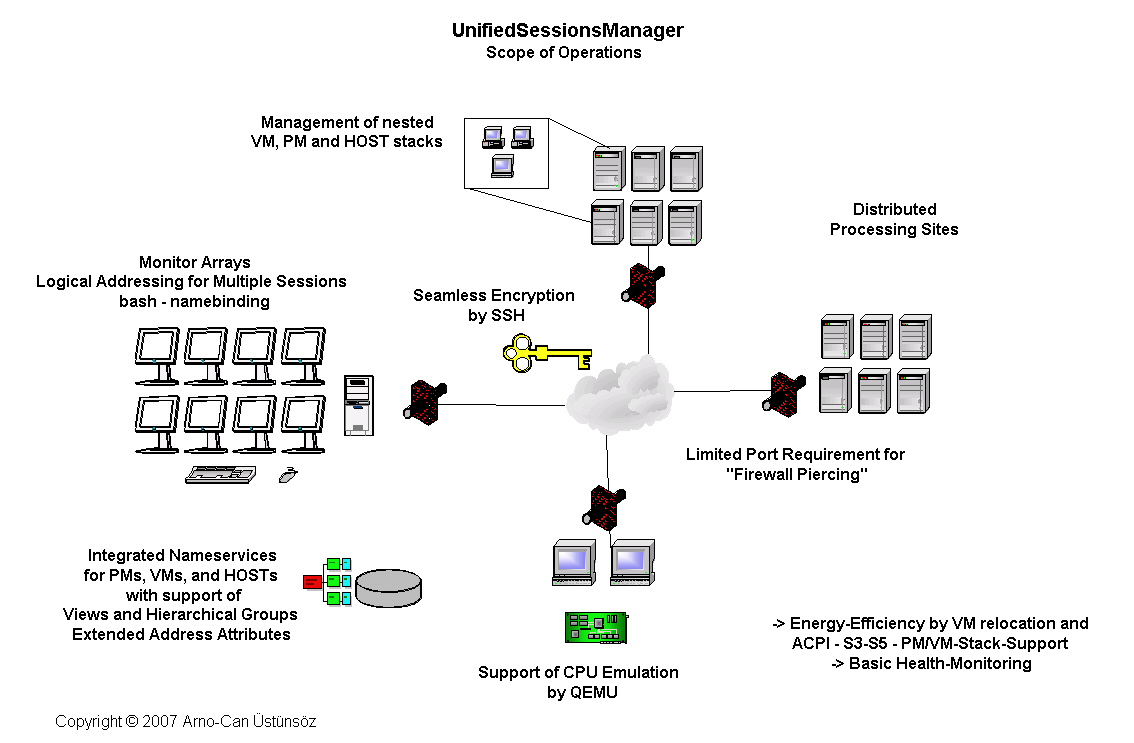 UnifiedSessionsManager
Scope of Operations
Management of nested
VM, PM and HOST stacks
Distributed
Processing Sites
Monitor Arrays
Logical Addressing for Multiple Sessions
bash - namebinding
Seamless Encryption
by SSH
Limited Port Requirement for
"Firewall Piercing"
Integrated Nameservices
for PMs, VMs, and HOSTs
with support of
Views and Hierarchical Groups
Extended Address Attributes
Support of CPU Emulation
by QEMU
-> Energy-Efficiency by VM relocation and
ACPI - S3-S5 - PM/VM-Stack-Support
-> Basic Health-Monitoring
Copyright © 2007 Arno-Can Üstünsöz